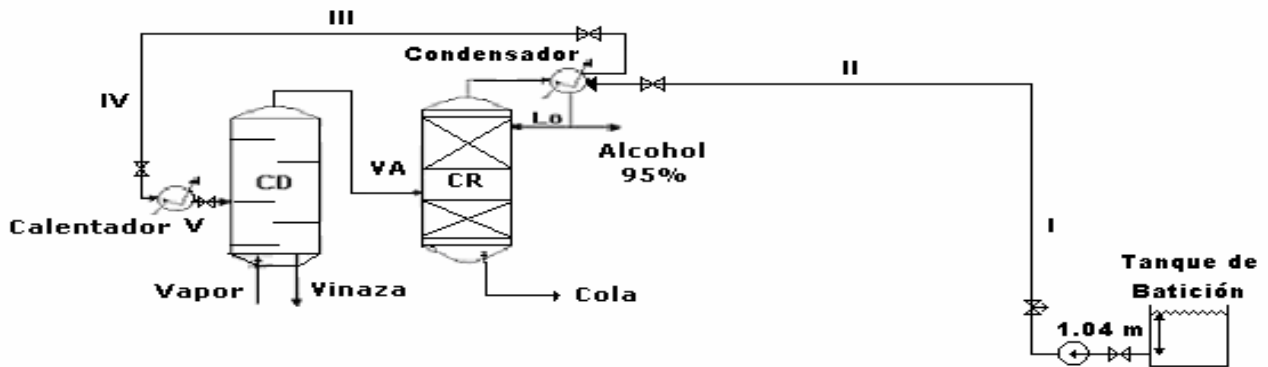 III
Condensador
II
IV
Lo
Alcohol
95%
VA
CD
CR
Calentador V
I
Tanque de
Batición
Vapor
Vinaza
Cola
1.04 m